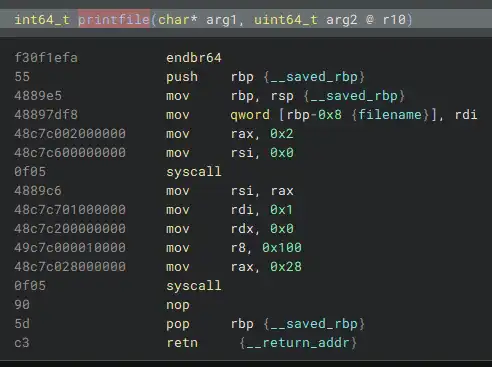 int64_t printfile(char* arg1, uint64_t arg2 @ r10)
f30f1efa endbr64
55 push rbp {__saved_rbp}
4889e5 mov rbp, rsp {__saved_rbp}
48897df8 mov qword [rbp-0x8 {filename}], rdi
48c7c002000000 mov rax, 0x2
48c7c600000000 mov rsi, 0x0
0f05 syscall
4889c6 mov rsi, rax
48c7c701000000 mov rdi, 0x1
48c7c200000000 mov rdx, 0x0
49c7c000010000 mov r8, 0x100
48c7c028000000 mov rax, 0x28
0f05 syscall
90 nop
5d pop rbp {__saved_rbp}
c3 retn {__return_addr}